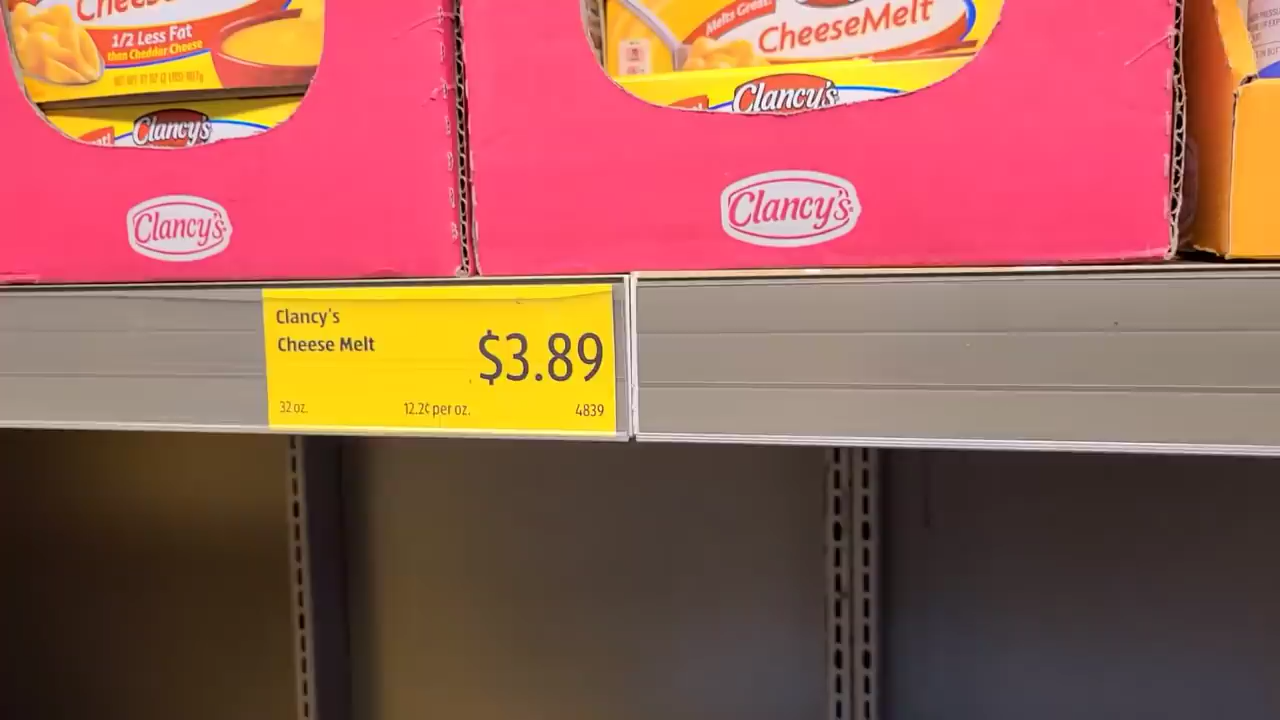 Cheese
1/2 Less Fat
than Cheddar Cheese
Clancy's
Clancy's
Melts Great!
CheeseMelt
Clancy's
Clancy's
Clancy's
Cheese Melt
$3.89
32 oz.
12.2¢ per oz.
4839